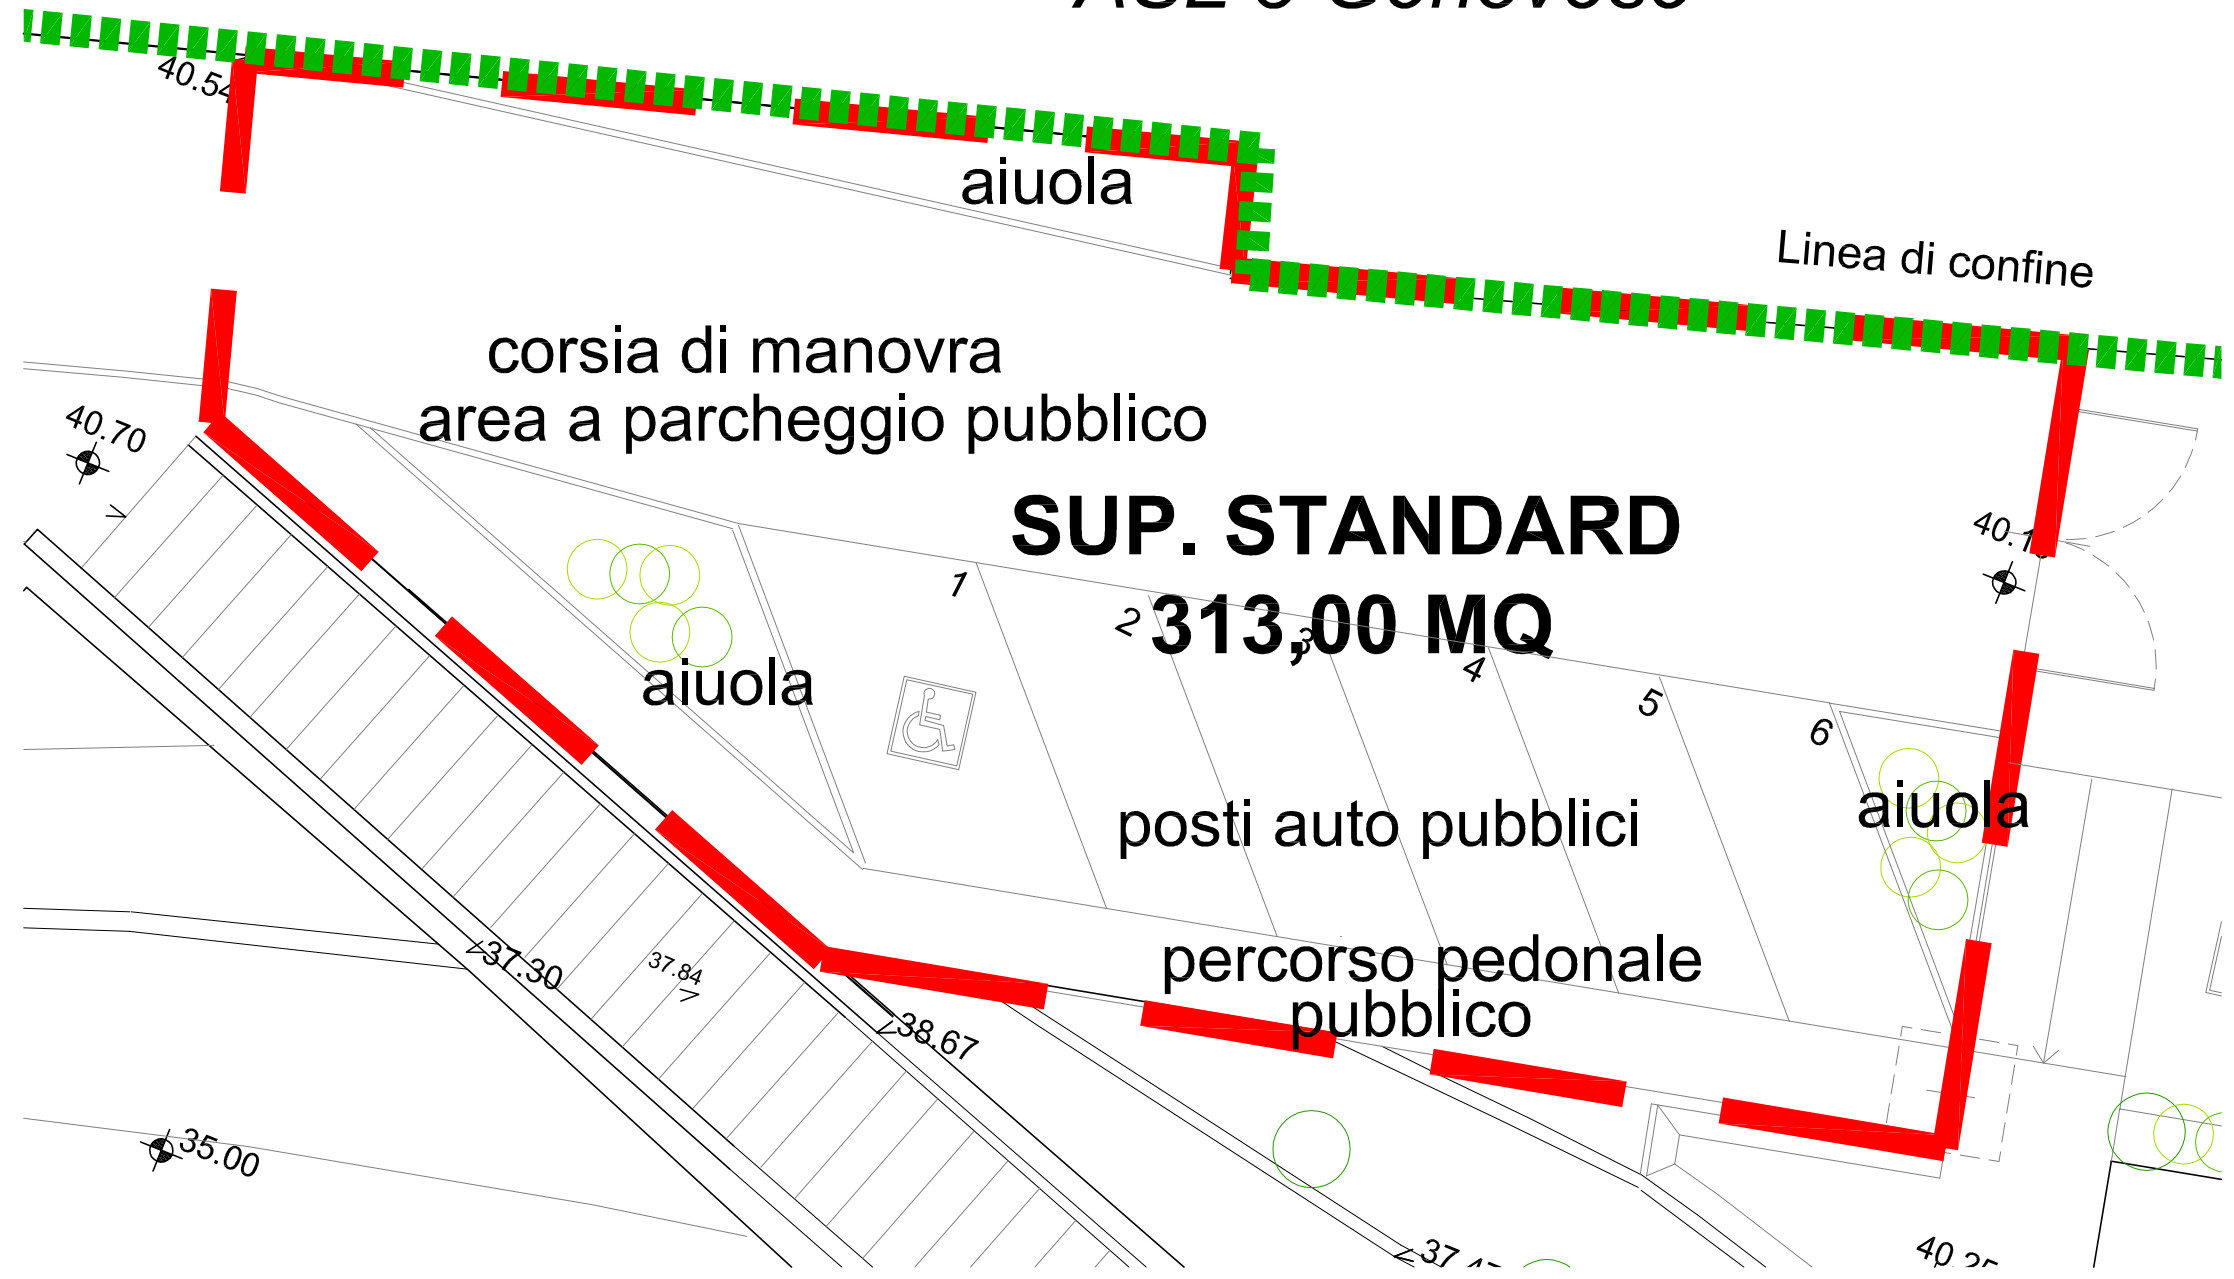 40.54
aiuola
Linea di confine
corsia di manovra
area a parcheggio pubblico
40.70
SUP. STANDARD
313,00 MQ
1
2
3
4
5
6
aiuola
posti auto pubblici
aiuola
percorso pedonale
pubblico
37.30
37.84
38.67
35.00